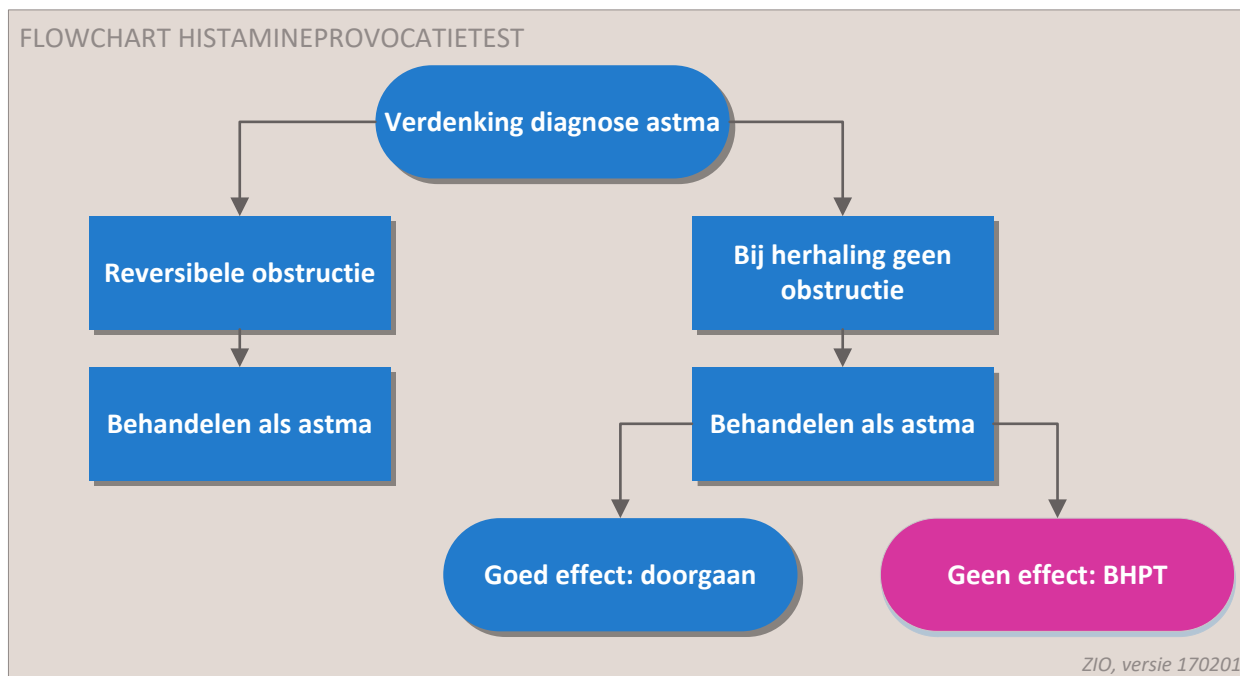 FLOWCHART HISTAMINEPROVOCATIETEST
Verdenking diagnose astma
Reversibele obstructie
Bij herhaling geen
obstructie
Behandelen als astma
Behandelen als astma
Goed effect: doorgaan
Geen effect: BHPT
ZIO, versie 170201